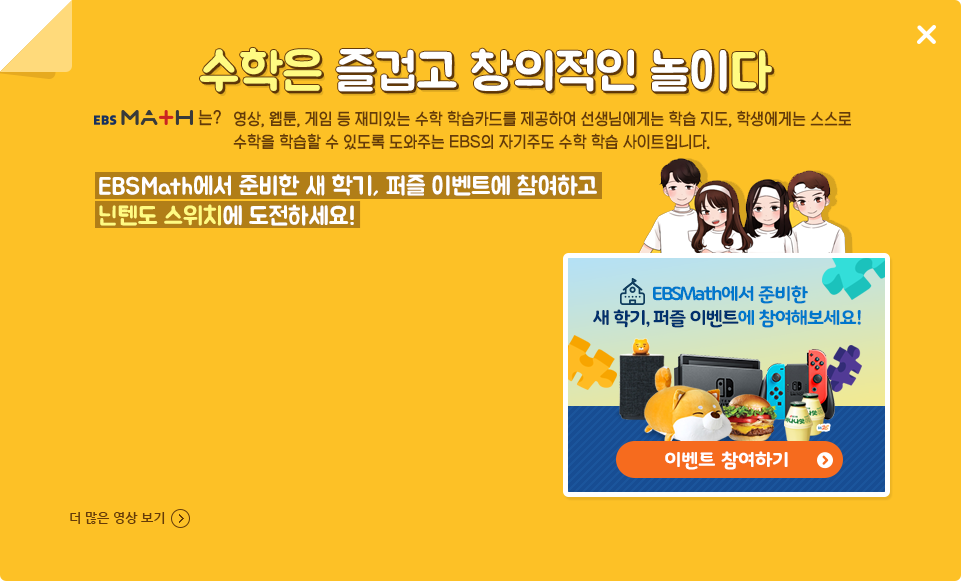 수학은 즐겁고 창의적인 놀이다
EBS MATH 는? 영상, 웹툰, 게임 등 재미있는 수학 학습카드를 제공하여 선생님에게는 학습 지도, 학생에게는 스스로
수학을 학습할 수 있도록 도와주는 EBS의 자기주도 수학 학습 사이트입니다.
EBSMath에서 준비한 새 학기, 퍼즐 이벤트에 참여하고
닌텐도 스위치에 도전하세요!
EBSMath에서 준비한
새 학기, 퍼즐 이벤트에 참여해보세요!
이벤트 참여하기
더 많은 영상 보기